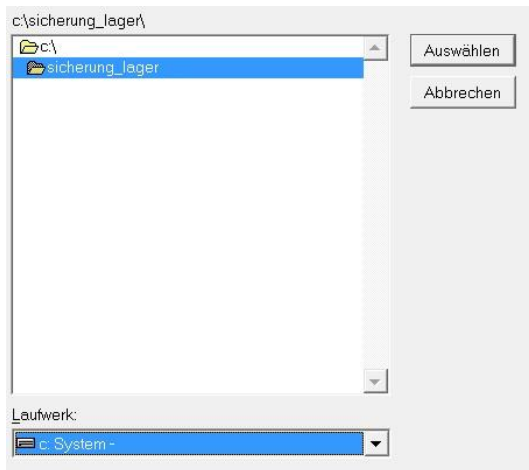 c:\sicherung_lager\
c:\
sicherung_lager
Auswählen
Abbrechen
Laufwerk:
c: System -